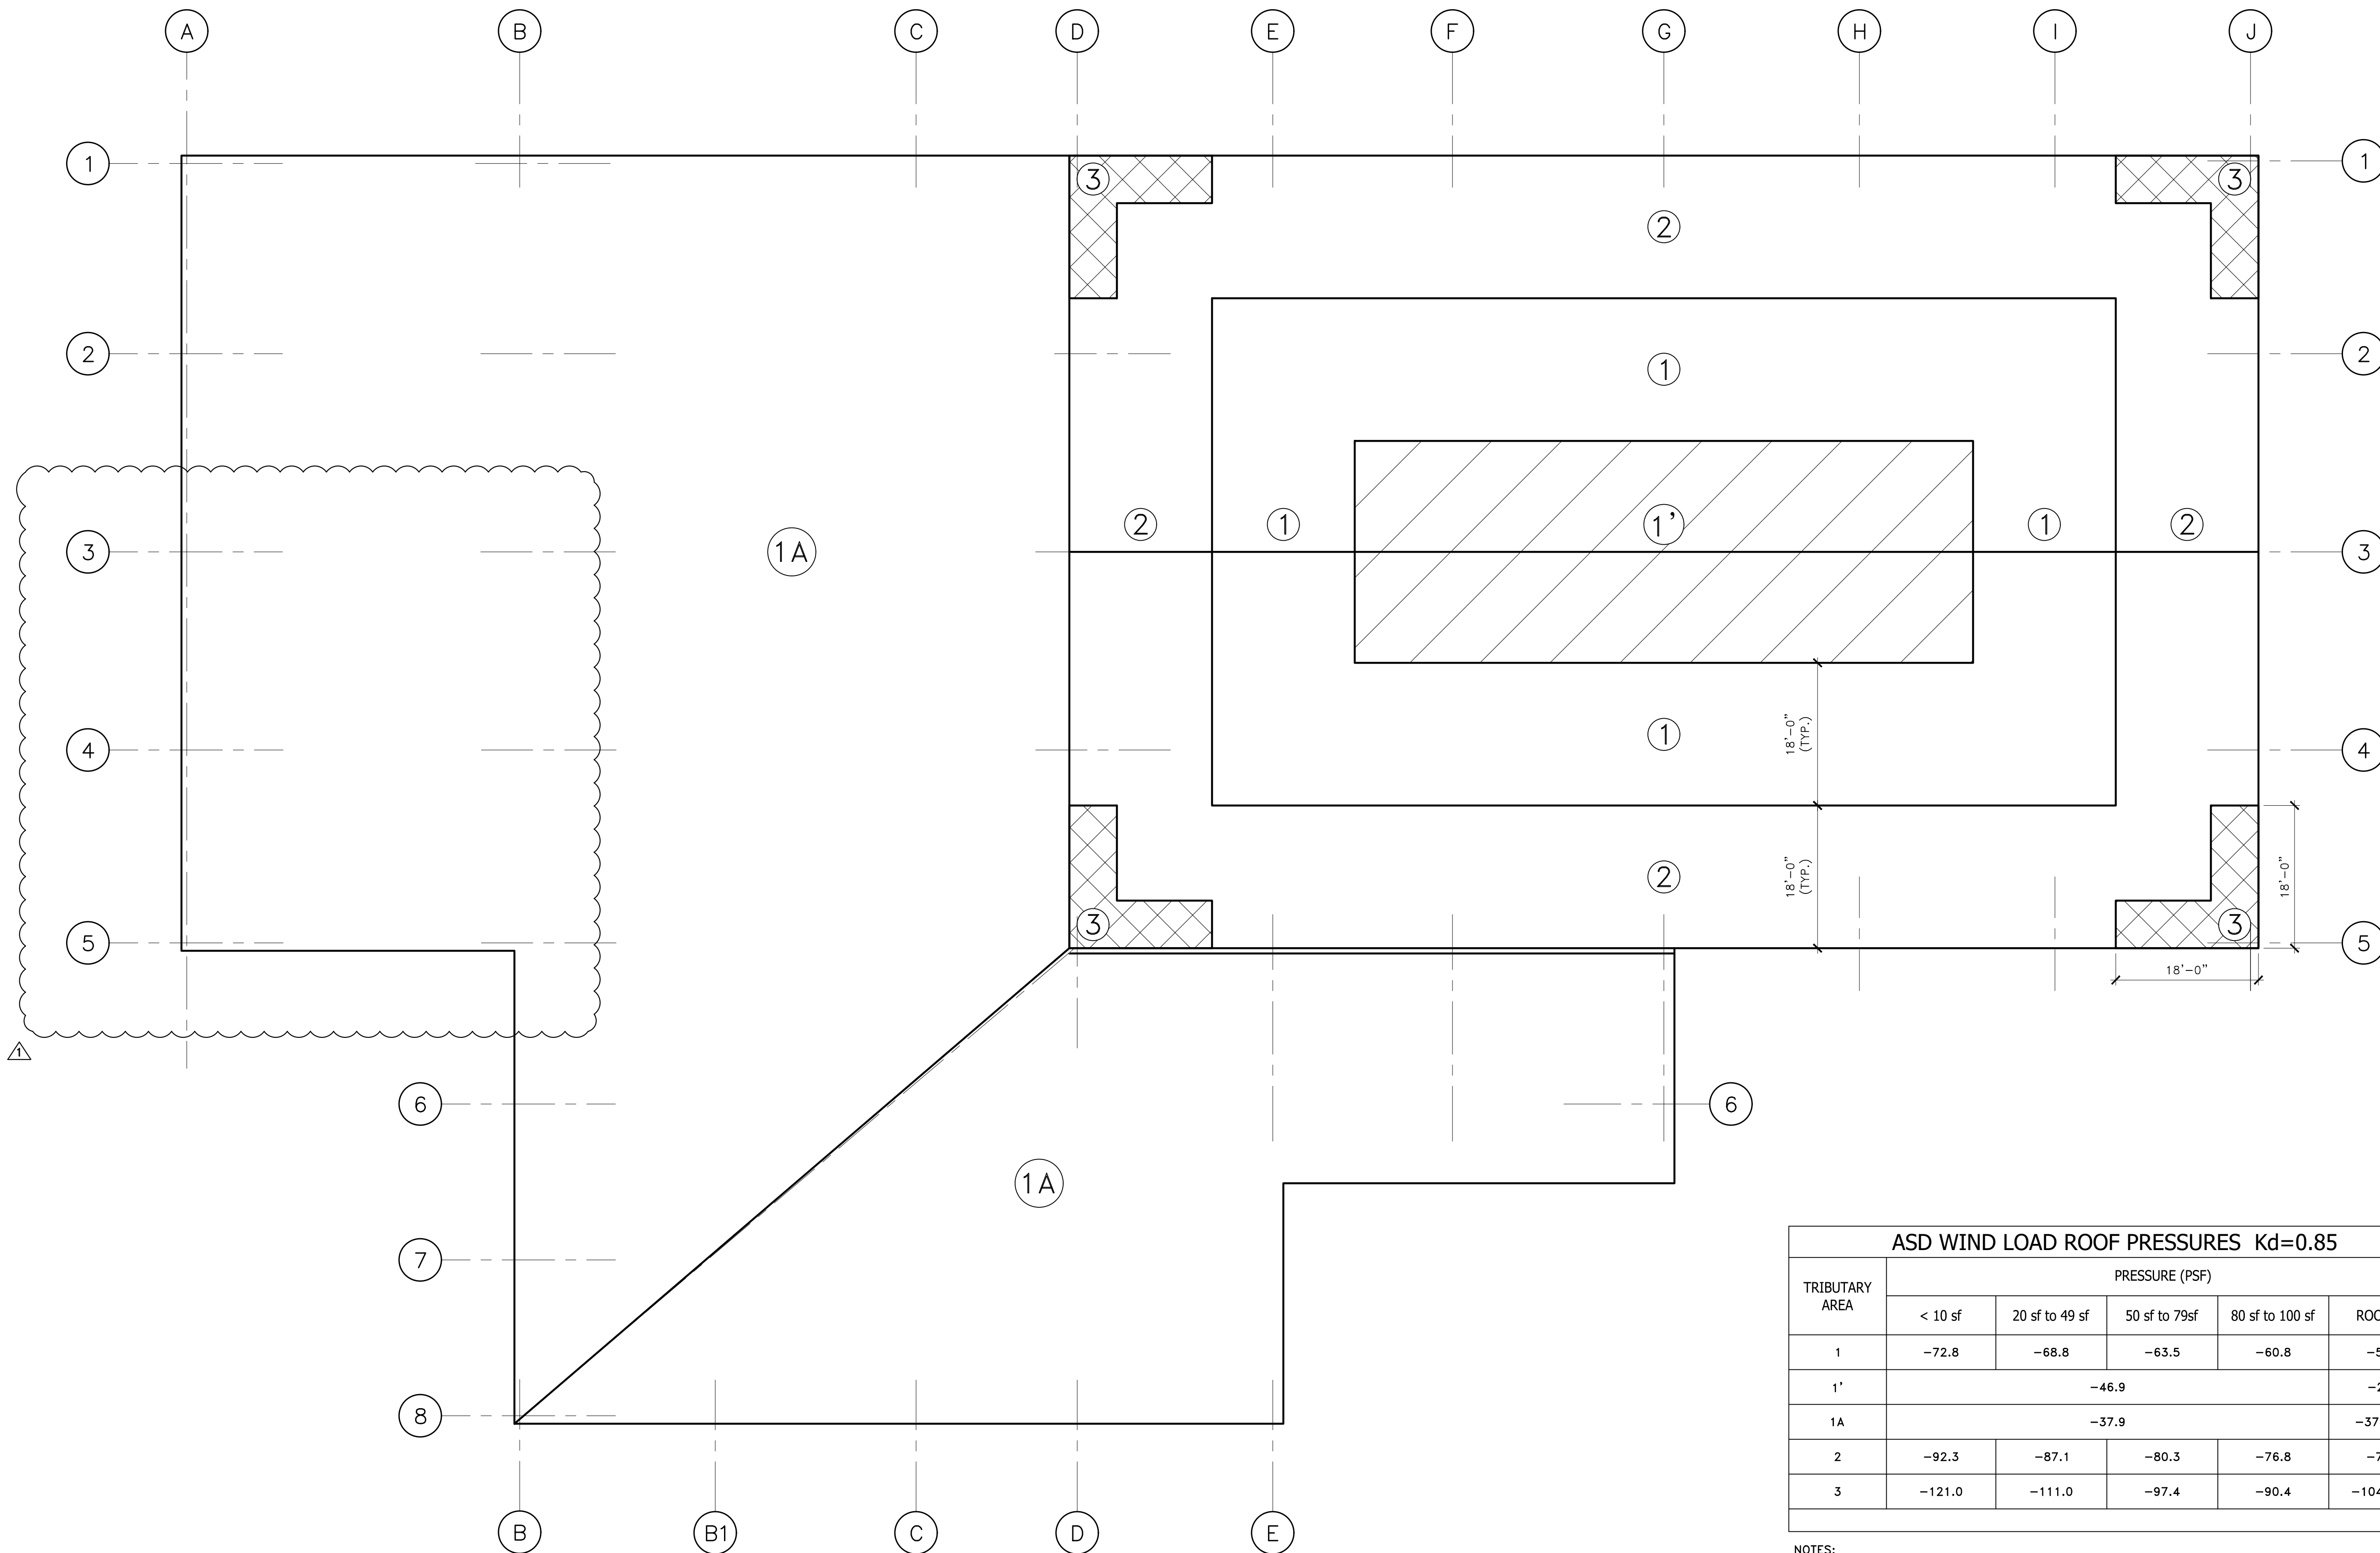 A B C D E F G H I J
1 1
3 3
2
2 2
1
2 1 1' 1 2
3 1A 3
1
18'-0"
(TYP.)
4 4
2
18'-0"
(TYP.)
18'-0"
3 3
5 5
18'-0"
1
6 6
1A
7
8
B B1 C D E
ASD WIND LOAD ROOF PRESSURES Kd=0.85
TRIBUTARY
AREA
PRESSURE (PSF)
< 10 sf 20 sf to 49 sf 50 sf to 79sf 80 sf to 100 sf
1 -72.8 -68.8 -63.5 -60.8
1' -46.9
1A -37.9
2 -92.3 -87.1 -80.3 -76.8
3 -121.0 -111.0 -97.4 -90.4
NOTES: